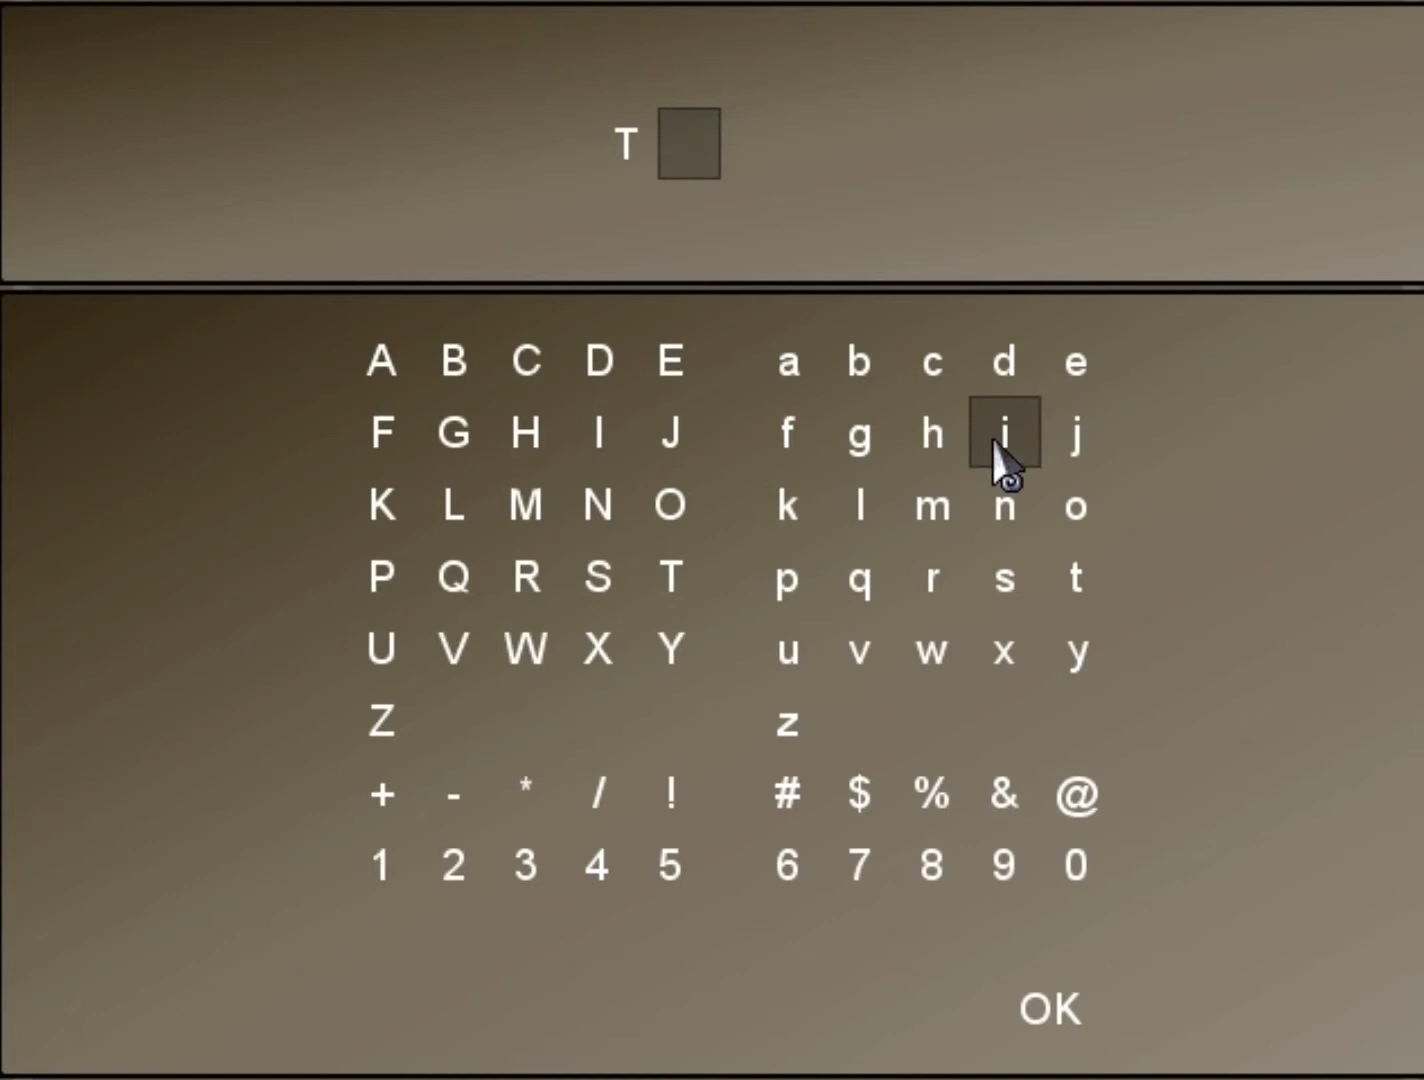 T
A B C D E a b c d e
F G H I J f g h i j
K L M N O k l m n o
P Q R S T p q r s t
U V W X Y u v w x y
Z z
+ - * / ! # $ % & @
1 2 3 4 5 6 7 8 9 0
OK